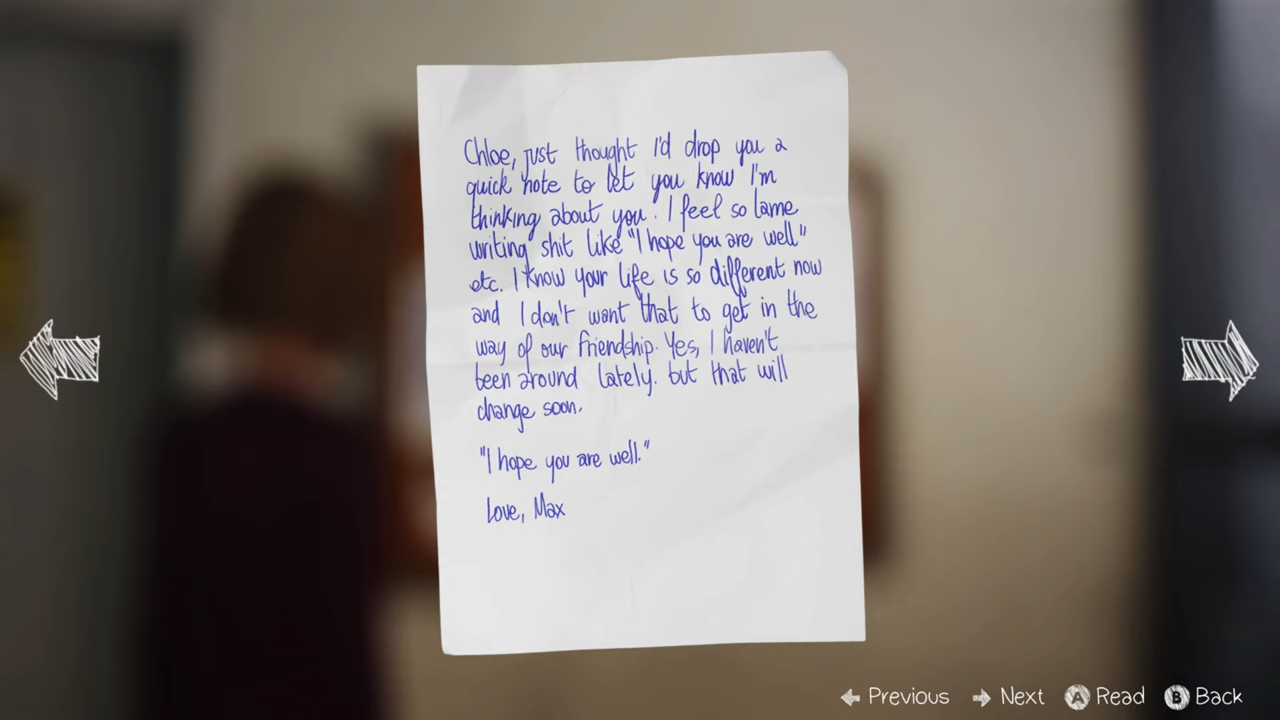 Chloe, just thought I'd drop you a
quick note to let you know I'm
thinking about you. I feel so lame
writing shit like "I hope you are well"
etc. I know your life is so different now
and I don't want that to get in the
way of our friendship. Yes, I haven't
been around lately. but that will
change soon.
"I hope you are well."
Love, Max
Previous Next A Read B Back